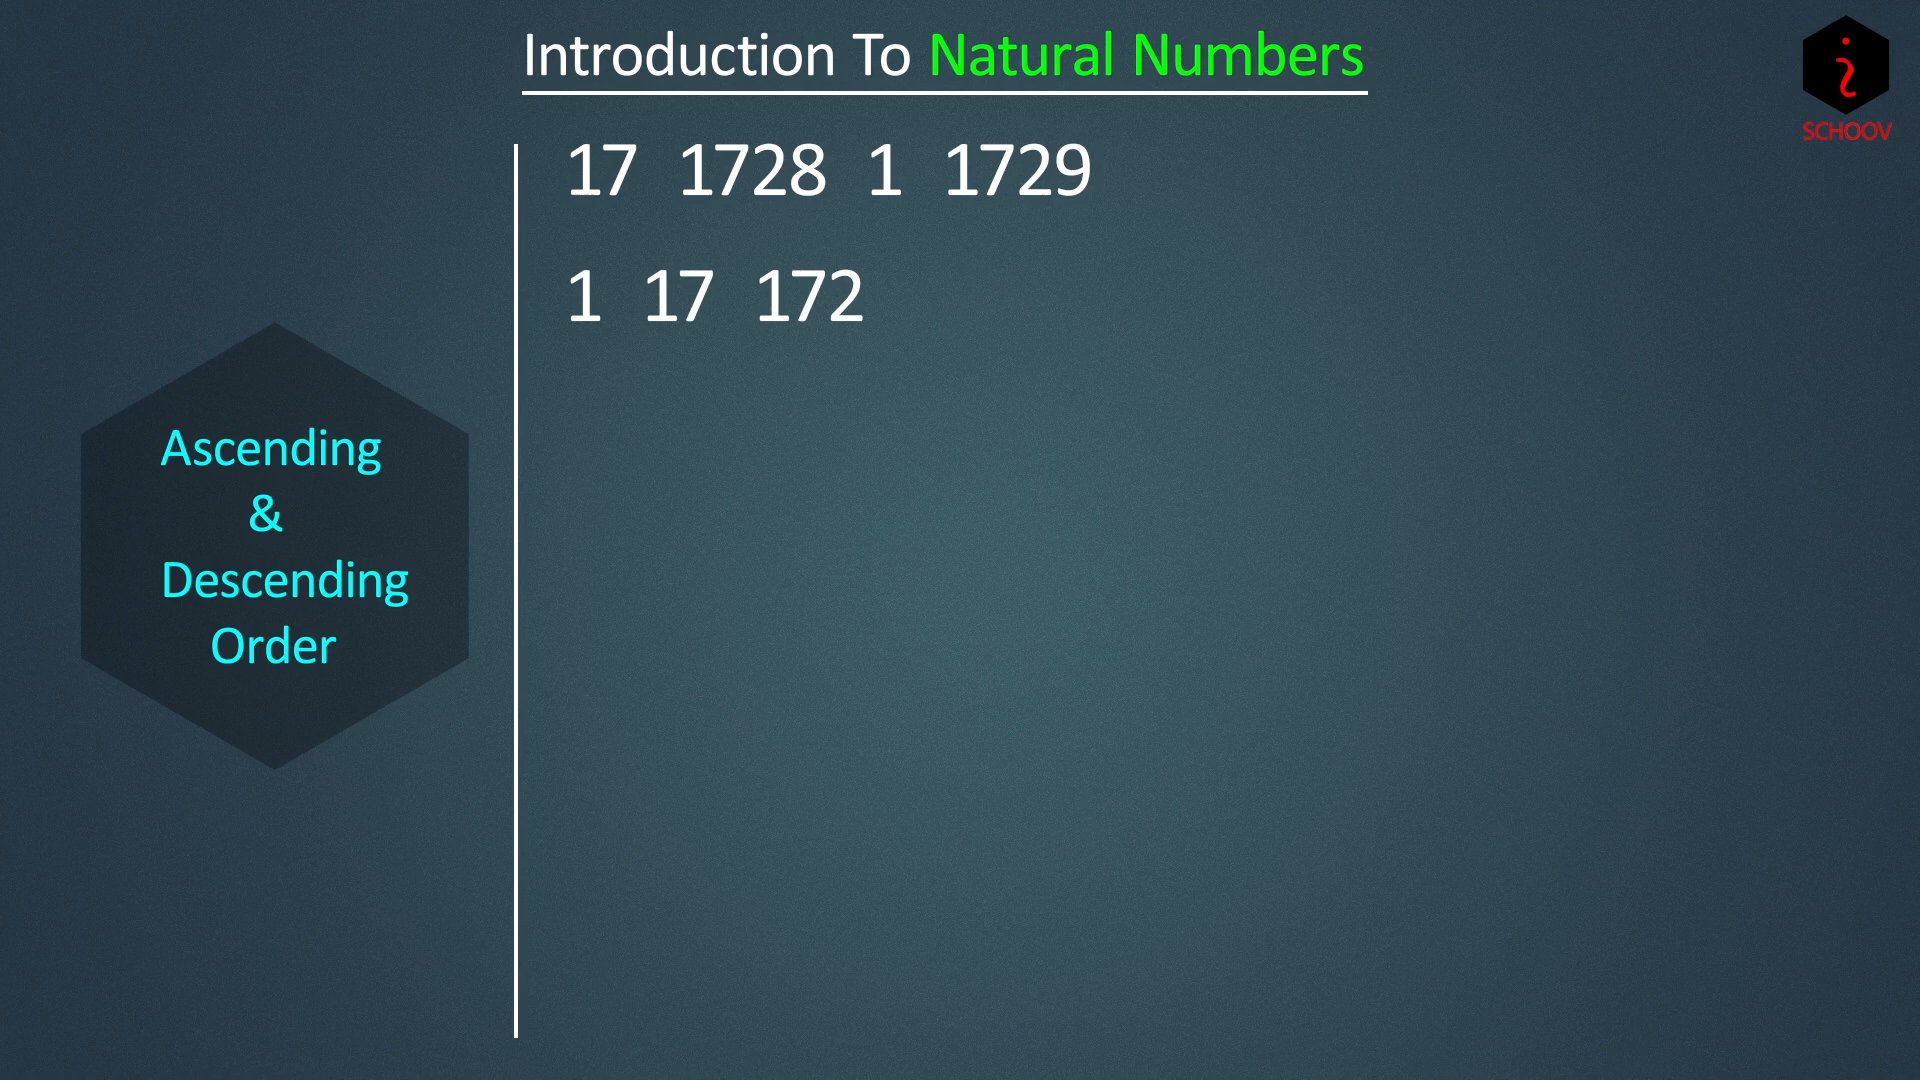 Introduction To Natural Numbers
SCHOOV
17 1728 1 1729
1 17 172
Ascending
&
Descending
Order